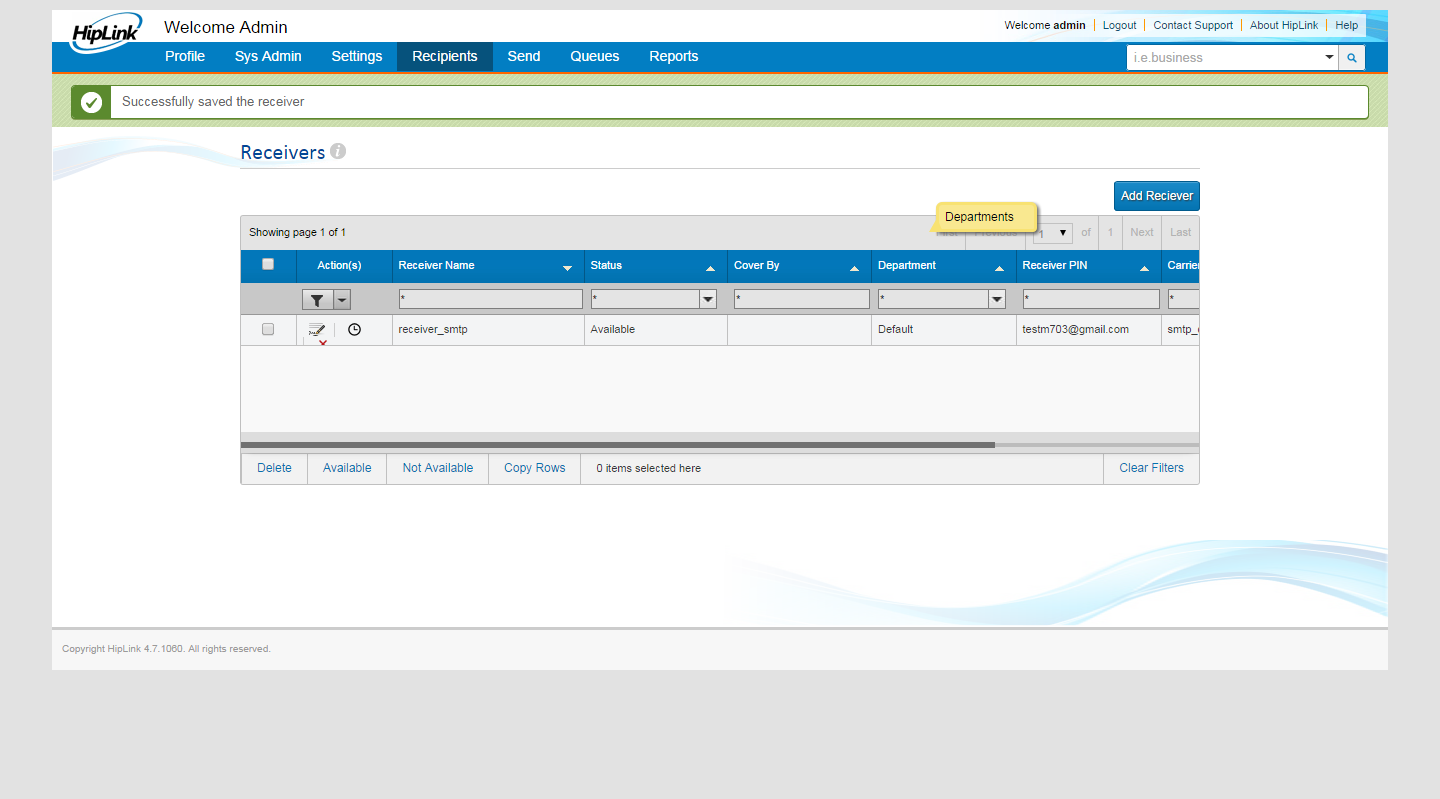 HipLink
Welcome Admin
Welcome admin Logout Contact Support About HipLink Help
Profile Sys Admin Settings Recipients Send Queues Reports
i.e.business
Successfully saved the receiver
Receivers
Add Reciever
Departments
Showing page 1 of 1
1 of 1 Next Last
Action(s) Receiver Name Status Cover By Department Receiver PIN Carrier
* * * * * *
receiver_smtp Available Default testm703@gmail.com smtp_
Delete Available Not Available Copy Rows 0 items selected here Clear Filters
Copyright HipLink 4.7.1060. All rights reserved.